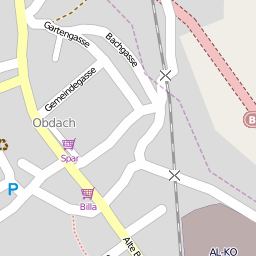 Gartengasse
Bachgasse
Gemeindegasse
Obdach
B
Spar
P
Billa
Alte B
AL-KO